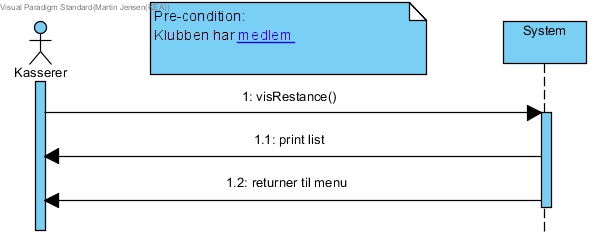 Visual Paradigm Standard(Martin Jensen(KEA))
Pre-condition:
Klubben har medlem
Kasserer
System
1: visRestance()
1.1: print list
1.2: returner til menu